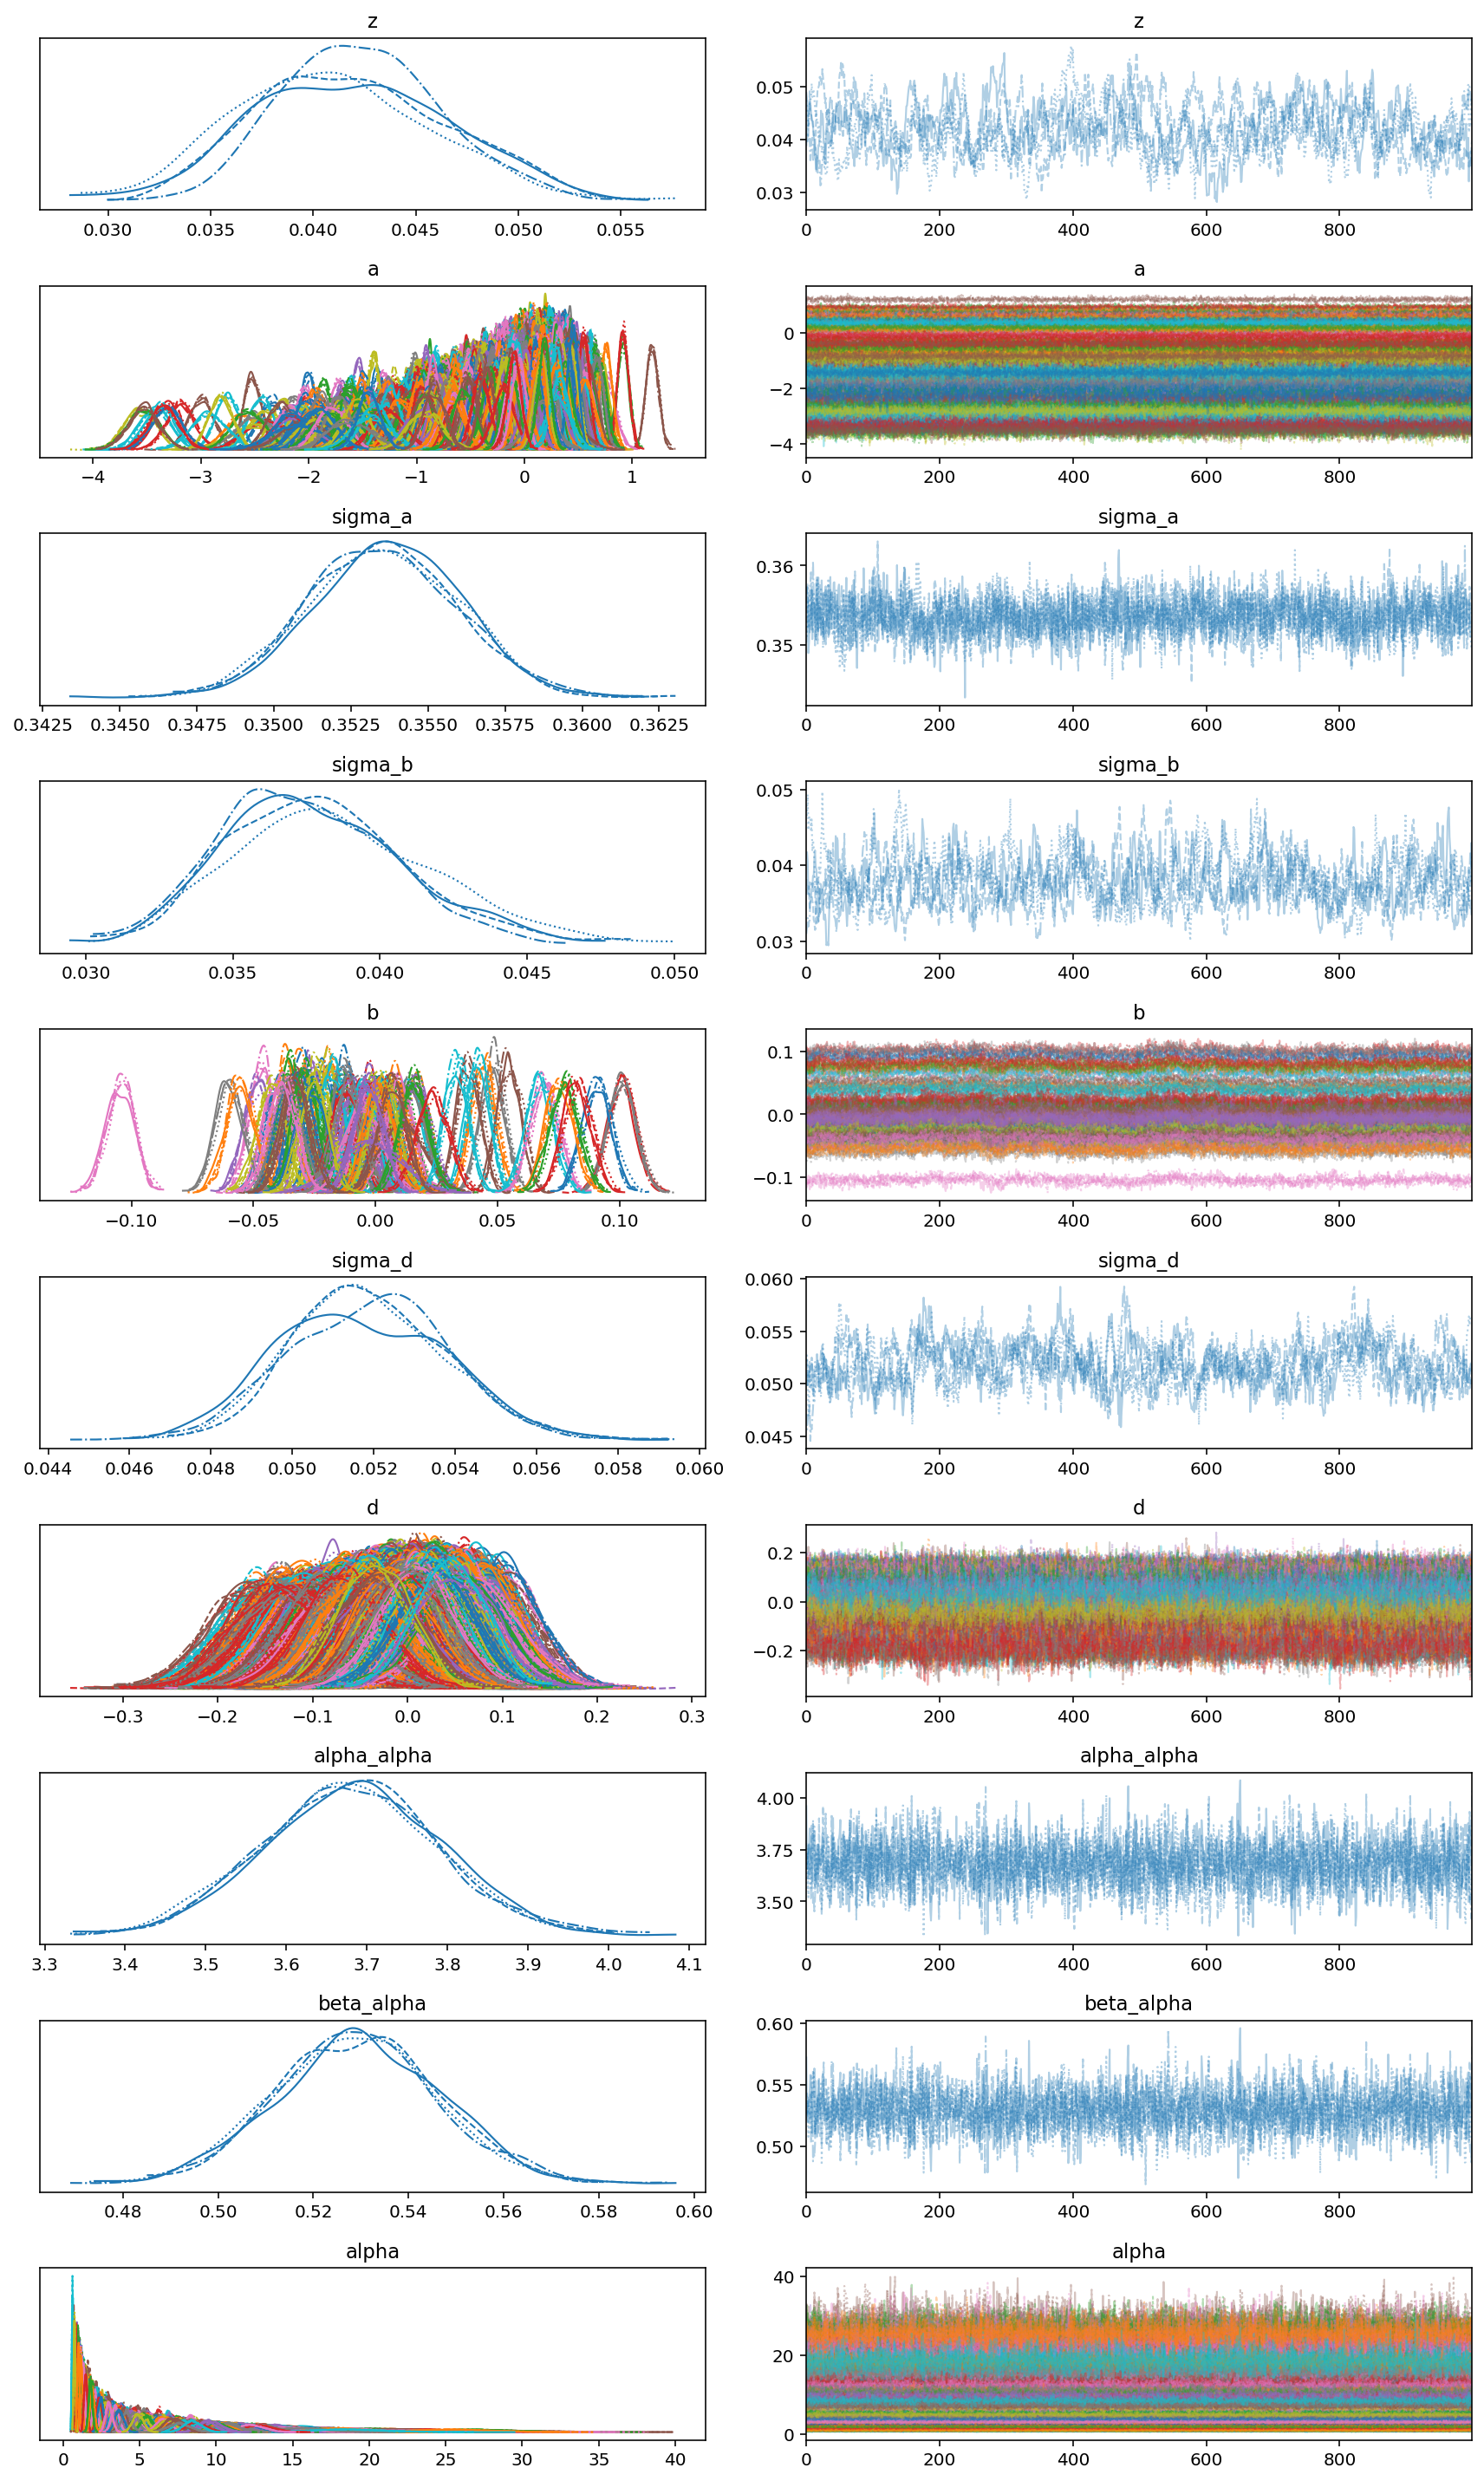 z z
0.05
0.04
0.03
0.030 0.035 0.040 0.045 0.050 0.055 0 200 400 600 800
a a
0
−2
−4
−4 −3 −2 −1 0 1 0 200 400 600 800
sigma_a sigma_a
0.36
0.35
0.3425 0.3450 0.3475 0.3500 0.3525 0.3550 0.3575 0.3600 0.3625 0 200 400 600 800
sigma_b sigma_b
0.05
0.04
0.03
0.030 0.035 0.040 0.045 0.050 0 200 400 600 800
b b
0.1
0.0
−0.1
−0.10 −0.05 0.00 0.05 0.10 0 200 400 600 800
sigma_d sigma_d
0.060
0.055
0.050
0.045
0.044 0.046 0.048 0.050 0.052 0.054 0.056 0.058 0.060 0 200 400 600 800
d d
0.2
0.0
−0.2
−0.3 −0.2 −0.1 0.0 0.1 0.2 0.3 0 200 400 600 800
alpha_alpha alpha_alpha
4.00
3.75
3.50
3.3 3.4 3.5 3.6 3.7 3.8 3.9 4.0 4.1 0 200 400 600 800
beta_alpha beta_alpha
0.60
0.55
0.50
0.48 0.50 0.52 0.54 0.56 0.58 0.60 0 200 400 600 800
alpha alpha
40
20
0
0 5 10 15 20 25 30 35 40 0 200 400 600 800